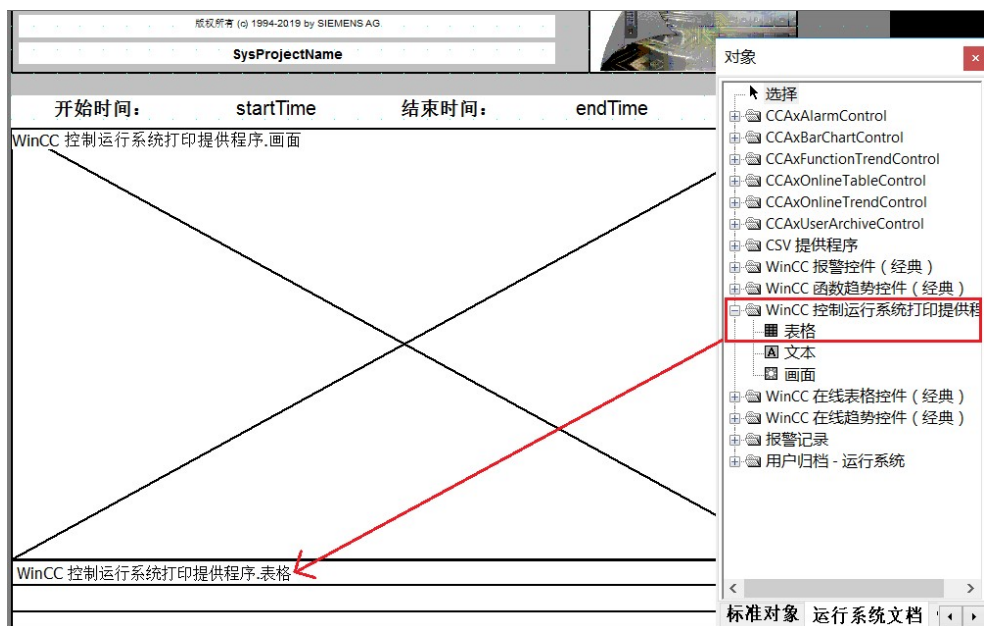 版权所有 (c) 1994-2019 by SIEMENS AG
SysProjectName
开始时间： startTime 结束时间： endTime
WinCC 控制运行系统打印提供程序.画面
WinCC 控制运行系统打印提供程序.表格
对象
选择
CCAxAlarmControl
CCAxBarChartControl
CCAxFunctionTrendControl
CCAxOnlineTableControl
CCAxOnlineTrendControl
CCAxUserArchiveControl
CSV 提供程序
WinCC 报警控件（经典）
WinCC 函数趋势控件（经典）
WinCC 控制运行系统打印提供程
表格
文本
画面
WinCC 在线表格控件（经典）
WinCC 在线趋势控件（经典）
报警记录
用户归档 - 运行系统
标准对象 运行系统文档